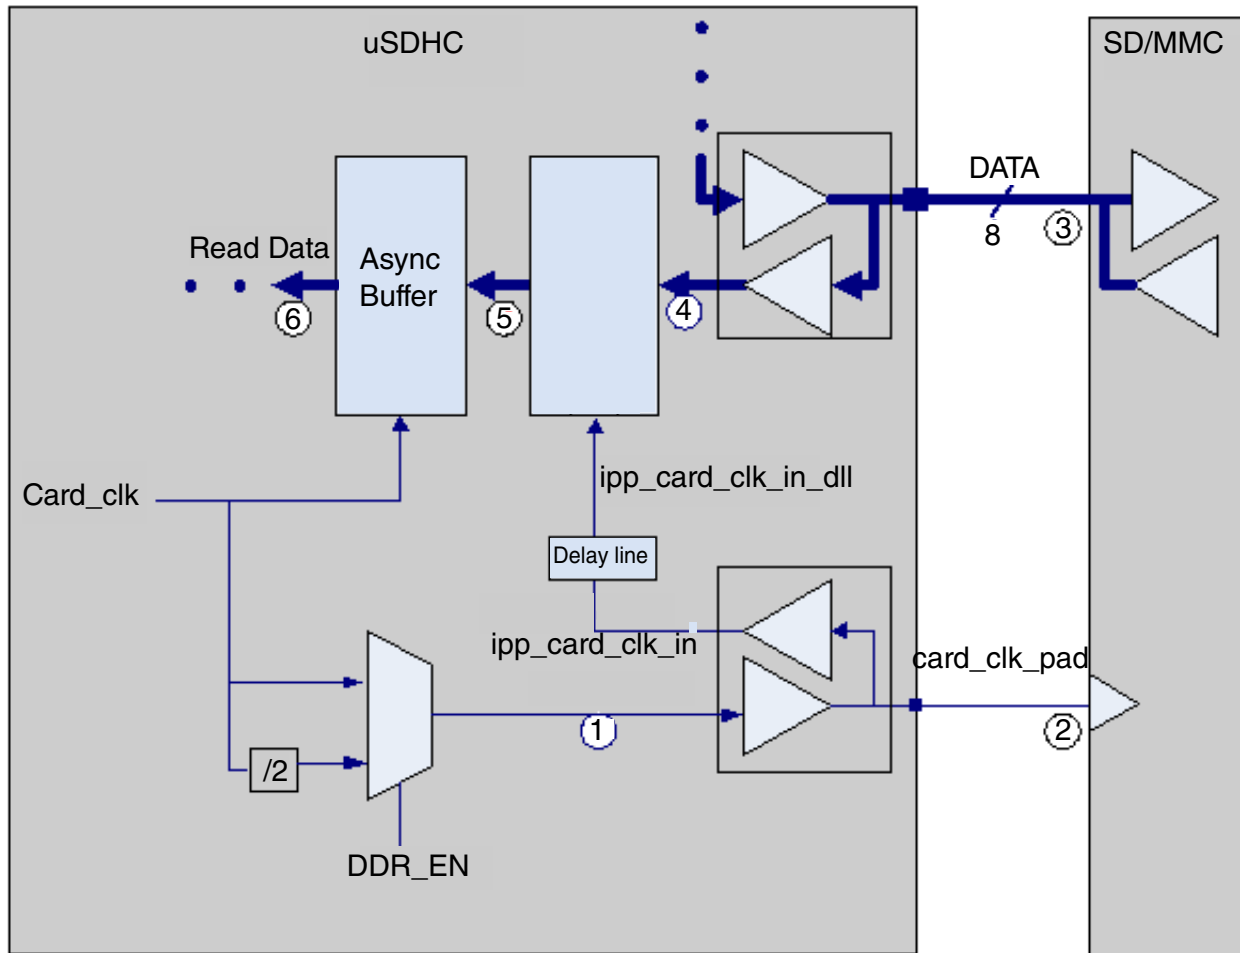 uSDHC
SD/MMC
DATA
8
3
Read Data
Async
Buffer
6
5
4
ipp_card_clk_in_dll
Card_clk
Delay line
ipp_card_clk_in
card_clk_pad
1
2
/2
DDR_EN